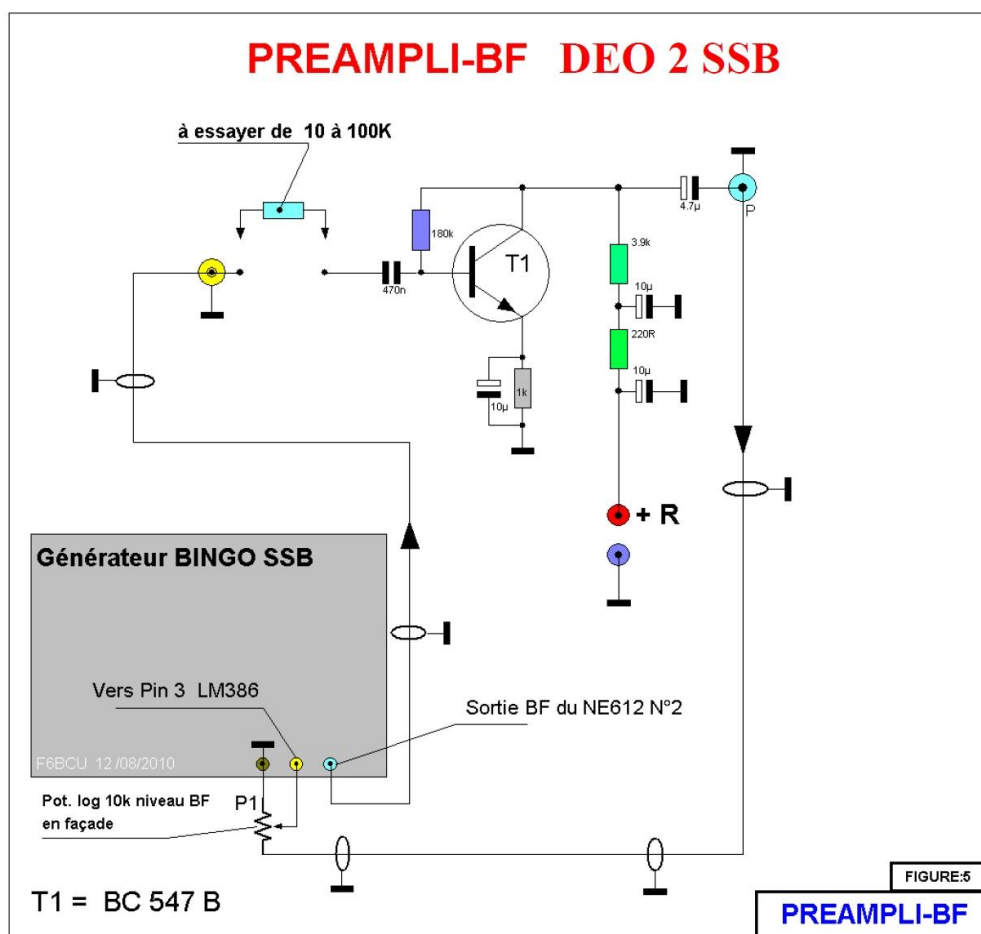 PREAMPLI-BF DEO 2 SSB
à essayer de 10 à 100K
180k
470n
T1
4.7µ
P
3.9k
10µ
220R
10µ
10µ
1k
+ R
Générateur BINGO SSB
Vers Pin 3 LM386
Sortie BF du NE612 N°2
F6BCU 12 /08/2010
Pot. log 10k niveau BF
en façade
P1
T1 = BC 547 B
FIGURE:5
PREAMPLI-BF